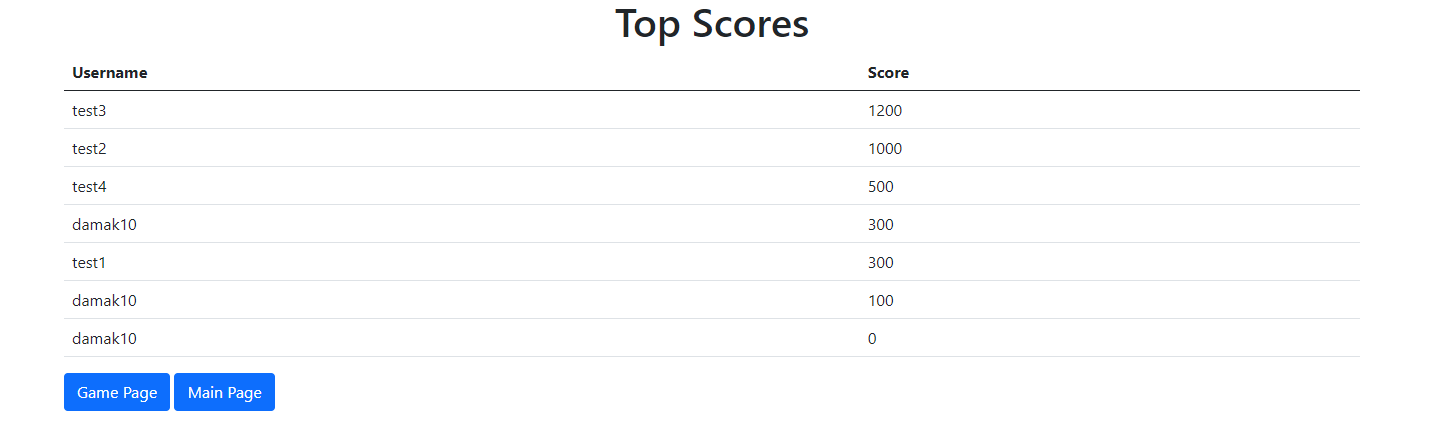 Top Scores
Username Score
test3 1200
test2 1000
test4 500
damak10 300
test1 300
damak10 100
damak10 0
Game Page Main Page